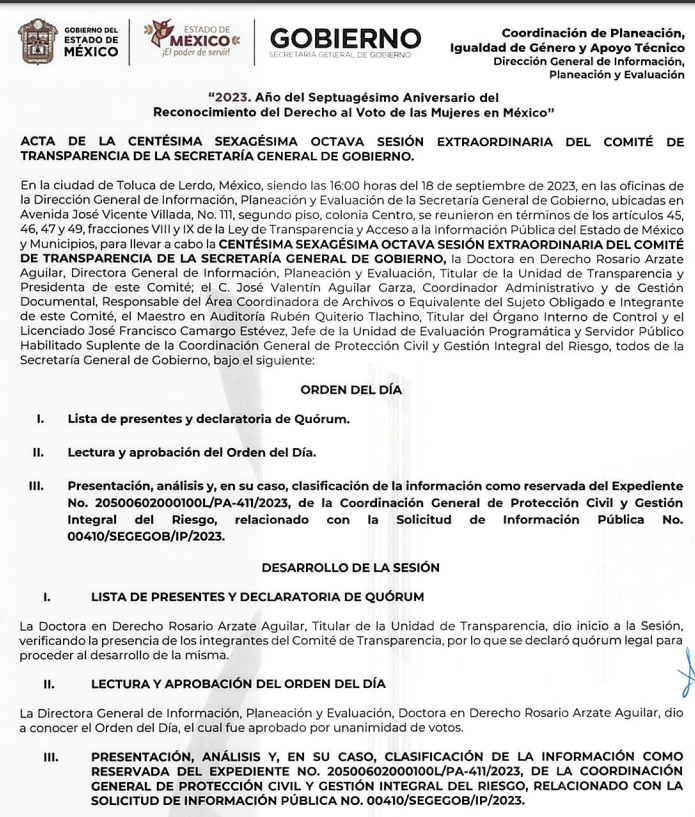 GOBIERNO DEL
ESTADO DE
MÉXICO
ESTADO DE
MÉXICO
¡El poder de servir!
GOBIERNO
SECRETARÍA GENERAL DE GOBIERNO
Coordinación de Planeación,
Igualdad de Género y Apoyo Técnico
Dirección General de Información,
Planeación y Evaluación
“2023. Año del Septuagésimo Aniversario del
Reconocimiento del Derecho al Voto de las Mujeres en México”
ACTA DE LA CENTÉSIMA SEXAGÉSIMA OCTAVA SESIÓN EXTRAORDINARIA DEL COMITÉ DE
TRANSPARENCIA DE LA SECRETARÍA GENERAL DE GOBIERNO.
En la ciudad de Toluca de Lerdo, México, siendo las 16:00 horas del 18 de septiembre de 2023, en las oficinas de
la Dirección General de Información, Planeación y Evaluación de la Secretaría General de Gobierno, ubicadas en
Avenida José Vicente Villada, No. 111, segundo piso, colonia Centro, se reunieron en términos de los artículos 45,
46, 47 y 49, fracciones VIII y IX de la Ley de Transparencia y Acceso a la Información Pública del Estado de México
y Municipios, para llevar a cabo la CENTÉSIMA SEXAGÉSIMA OCTAVA SESIÓN EXTRAORDINARIA DEL COMITÉ
DE TRANSPARENCIA DE LA SECRETARÍA GENERAL DE GOBIERNO, la Doctora en Derecho Rosario Arzate
Aguilar, Directora General de Información, Planeación y Evaluación, Titular de la Unidad de Transparencia y
Presidenta de este Comité; el C. José Valentín Aguilar Garza, Coordinador Administrativo y de Gestión
Documental, Responsable del Área Coordinadora de Archivos o Equivalente del Sujeto Obligado e Integrante
de este Comité, el Maestro en Auditoría Rubén Quiterio Tlachino, Titular del Órgano Interno de Control y el
Licenciado José Francisco Camargo Estévez, Jefe de la Unidad de Evaluación Programática y Servidor Público
Habilitado Suplente de la Coordinación General de Protección Civil y Gestión Integral del Riesgo, todos de la
Secretaría General de Gobierno, bajo el siguiente:
ORDEN DEL DÍA
I. Lista de presentes y declaratoria de Quórum.
II. Lectura y aprobación del Orden del Día.
III. Presentación, análisis y, en su caso, clasificación de la información como reservada del Expediente
No. 20500602000100L/PA-411/2023, de la Coordinación General de Protección Civil y Gestión
Integral del Riesgo, relacionado con la Solicitud de Información Pública No.
00410/SEGEGOB/IP/2023.
DESARROLLO DE LA SESIÓN
I. LISTA DE PRESENTES Y DECLARATORIA DE QUÓRUM
La Doctora en Derecho Rosario Arzate Aguilar, Titular de la Unidad de Transparencia, dio inicio a la Sesión,
verificando la presencia de los integrantes del Comité de Transparencia, por lo que se declaró quórum legal para
proceder al desarrollo de la misma.
II. LECTURA Y APROBACIÓN DEL ORDEN DEL DÍA
La Directora General de Información, Planeación y Evaluación, Doctora en Derecho Rosario Arzate Aguilar, dio
a conocer el Orden del Día, el cual fue aprobado por unanimidad de votos.
III. PRESENTACIÓN, ANÁLISIS Y, EN SU CASO, CLASIFICACIÓN DE LA INFORMACIÓN COMO
RESERVADA DEL EXPEDIENTE NO. 20500602000100L/PA-411/2023, DE LA COORDINACIÓN
GENERAL DE PROTECCIÓN CIVIL Y GESTIÓN INTEGRAL DEL RIESGO, RELACIONADO CON LA
SOLICITUD DE INFORMACIÓN PÚBLICA NO. 00410/SEGEGOB/IP/2023.